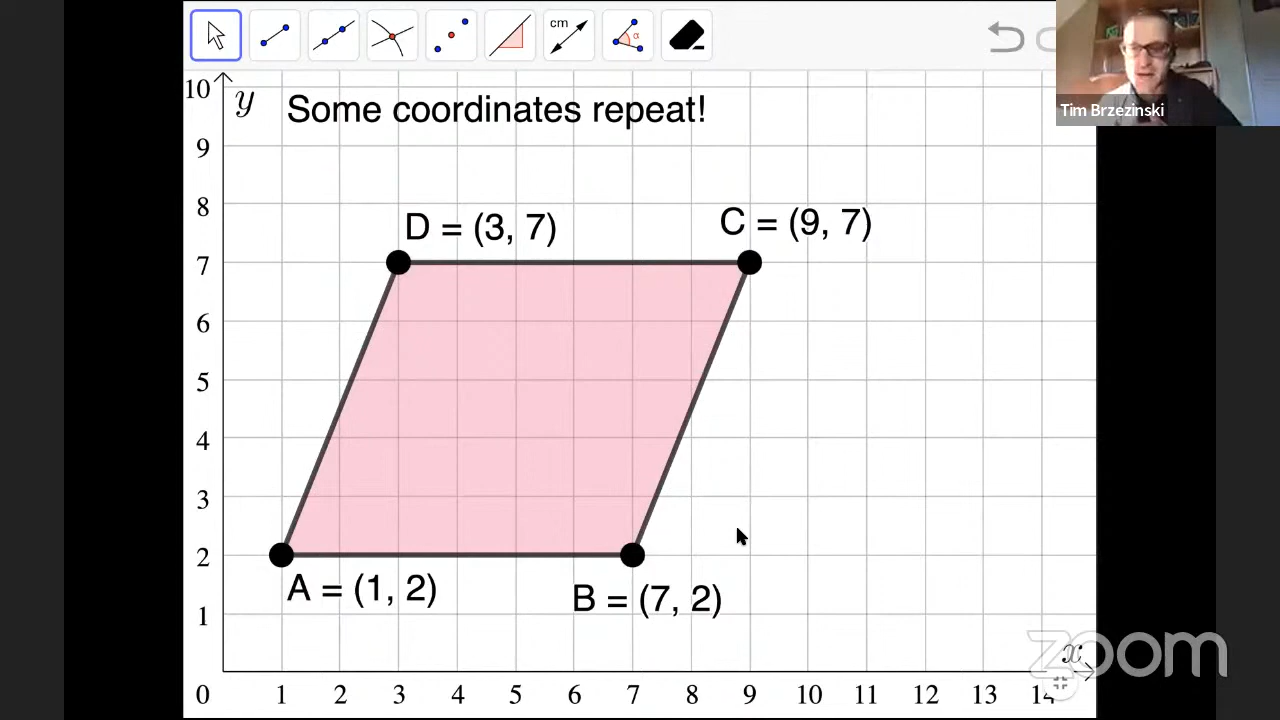 cm
α
Tim Brzezinski
10
y
Some coordinates repeat!
9
8
D = (3, 7)
C = (9, 7)
7
6
5
4
3
2
A = (1, 2)
B = (7, 2)
1
zoom
x
0 1 2 3 4 5 6 7 8 9 10 11 12 13 14